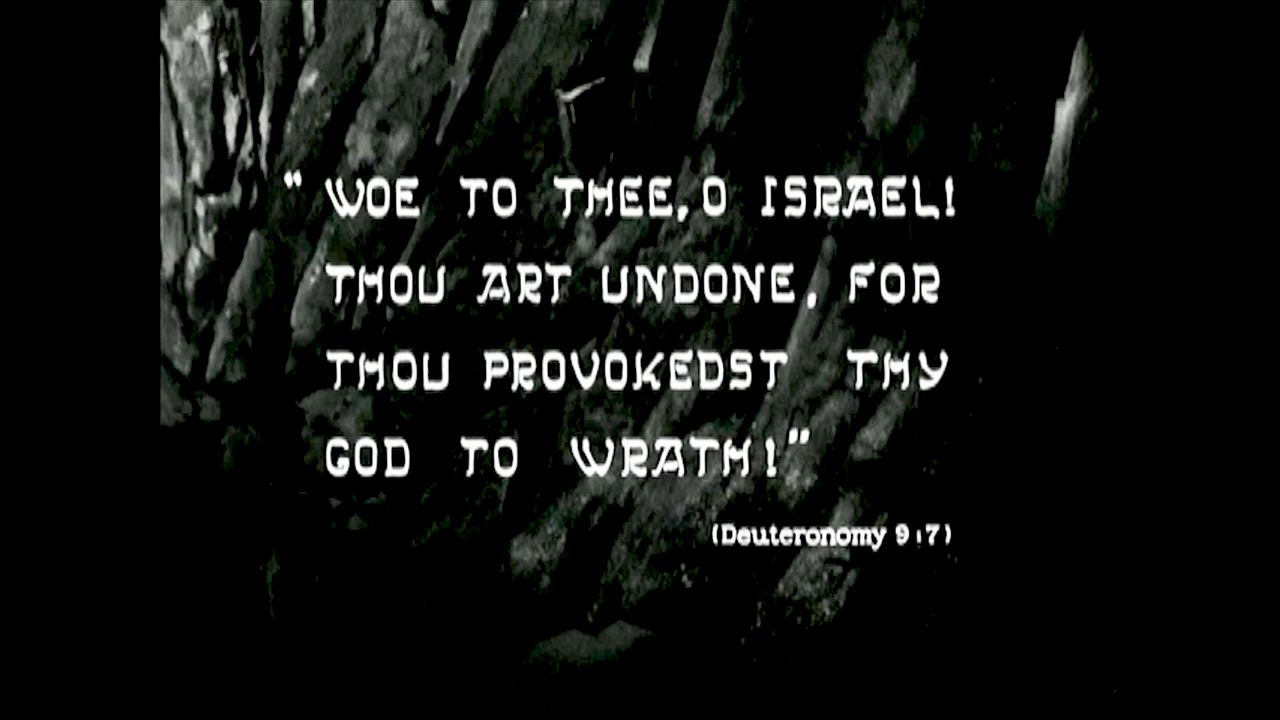 “ WOE TO THEE, O ISRAEL!
THOU ART UNDONE, FOR
THOU PROVOKEDST THY
GOD TO WRATH!”
(Deuteronomy 9:7)